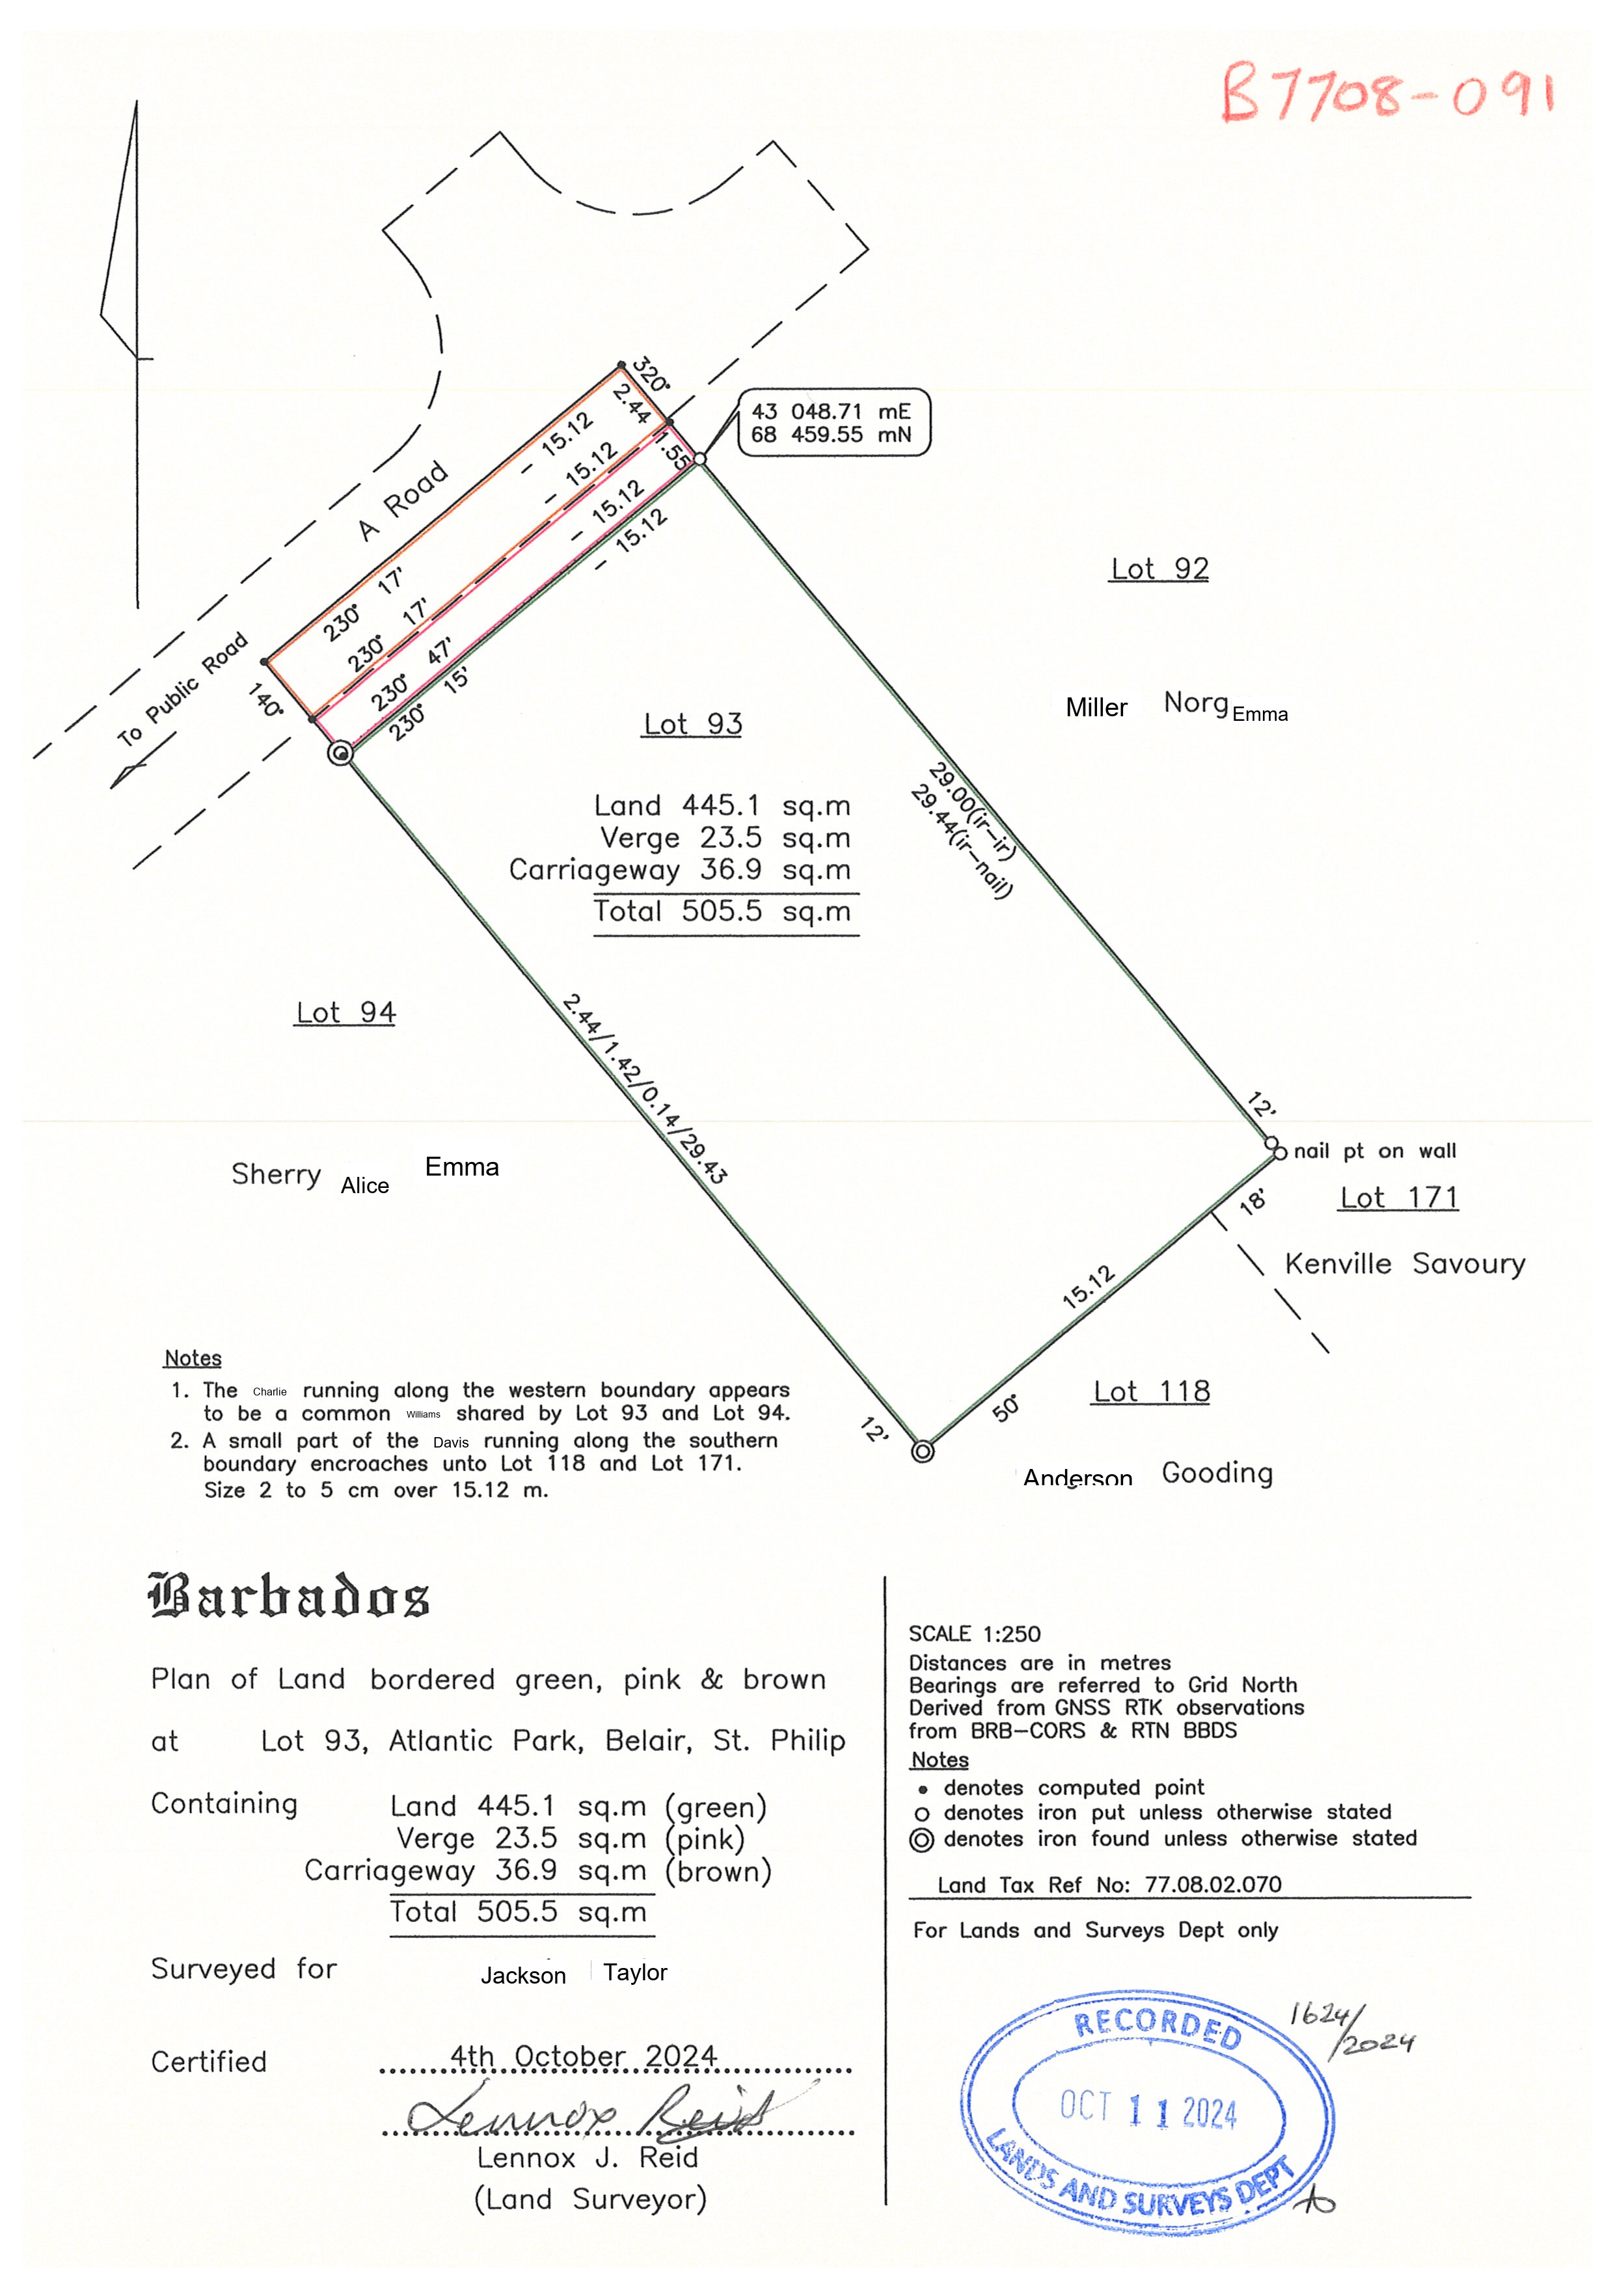 B7708-091
320°
2.44
1.55
43 048.71 mE
68 459.55 mN
- 15.12
- 15.12
- 15.12
- 15.12
A Road
230° 17'
230° 17'
230° 47'
230° 15'
140°
To Public Road
Lot 92
Miller Norg Emma
Lot 93
Land 445.1 sq.m
Verge 23.5 sq.m
Carriageway 36.9 sq.m
Total 505.5 sq.m
29.00(ir-ir)
29.44(ir-nail)
Lot 94
2.44/1.42/0.14/29.43
Sherry Alice Emma
12'
nail pt on wall
18'
Lot 171
Kenville Savoury
15.12
50°
12'
Lot 118
Anderson Gooding
Notes
1. The Charlie running along the western boundary appears
to be a common Williams shared by Lot 93 and Lot 94.
2. A small part of the Davis running along the southern
boundary encroaches unto Lot 118 and Lot 171.
Size 2 to 5 cm over 15.12 m.
Barbados
Plan of Land bordered green, pink & brown
at Lot 93, Atlantic Park, Belair, St. Philip
Containing Land 445.1 sq.m (green)
Verge 23.5 sq.m (pink)
Carriageway 36.9 sq.m (brown)
Total 505.5 sq.m
Surveyed for Jackson Taylor
Certified 4th October 2024
Lennox Reid
Lennox J. Reid
(Land Surveyor)
SCALE 1:250
Distances are in metres
Bearings are referred to Grid North
Derived from GNSS RTK observations
from BRB-CORS & RTN BBDS
Notes
denotes computed point
denotes iron put unless otherwise stated
denotes iron found unless otherwise stated
Land Tax Ref No: 77.08.02.070
For Lands and Surveys Dept only
RECORDED
OCT 11 2024
LANDS AND SURVEYS DEPT
1624/
2024